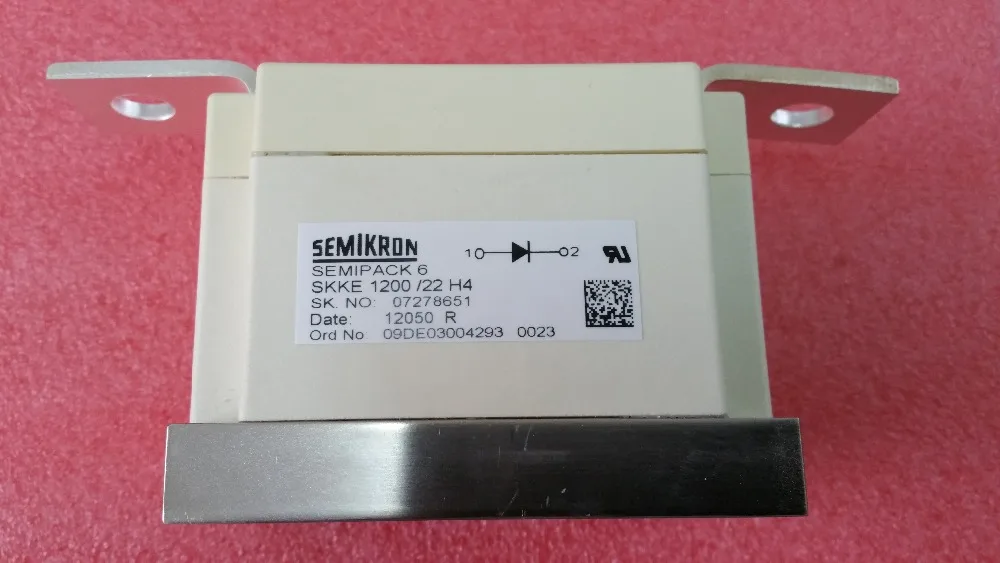 SEMIKRON
1 2
SEMIPACK 6
SKKE 1200 /22 H4
SK. NO: 07278651
Date: 12050 R
Ord No: 09DE03004293 0023